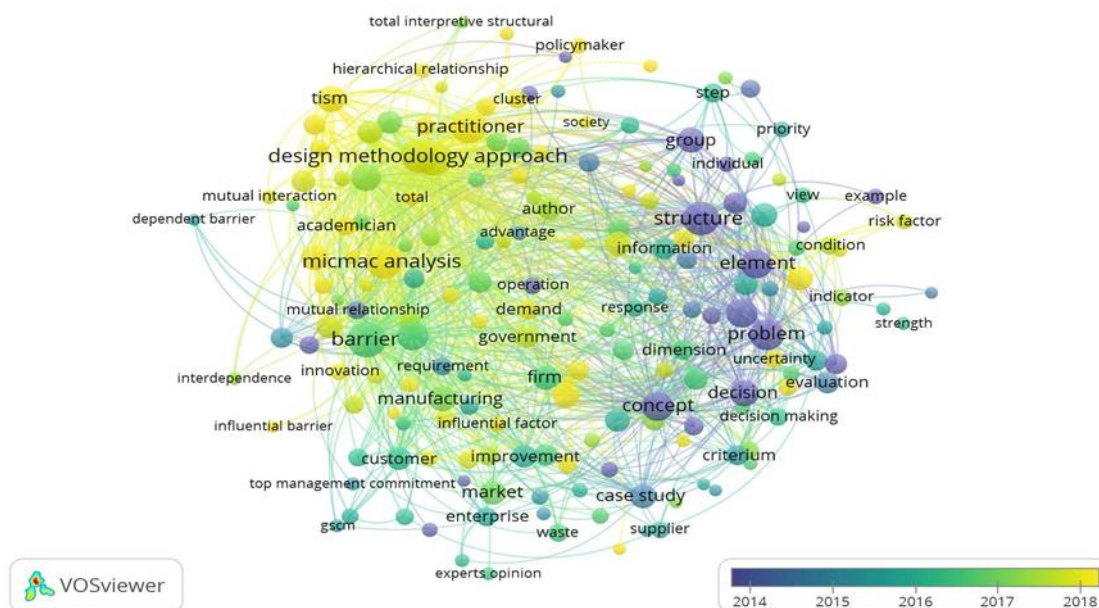 total interpretive structural
policymaker
hierarchical relationship
tism
cluster
step
practitioner
society
priority
group
design methodology approach
individual
mutual interaction
total
view
example
dependent barrier
author
structure
risk factor
academician
advantage
information
condition
micmac analysis
element
operation
indicator
mutual relationship
demand
response
strength
barrier
government
problem
dimension
uncertainty
innovation
requirement
interdependence
firm
evaluation
manufacturing
concept
decision
decision making
influential barrier
influential factor
customer
improvement
criterium
top management commitment
market
case study
gscm
enterprise
waste
supplier
experts opinion
VOSviewer
2014 2015 2016 2017 2018